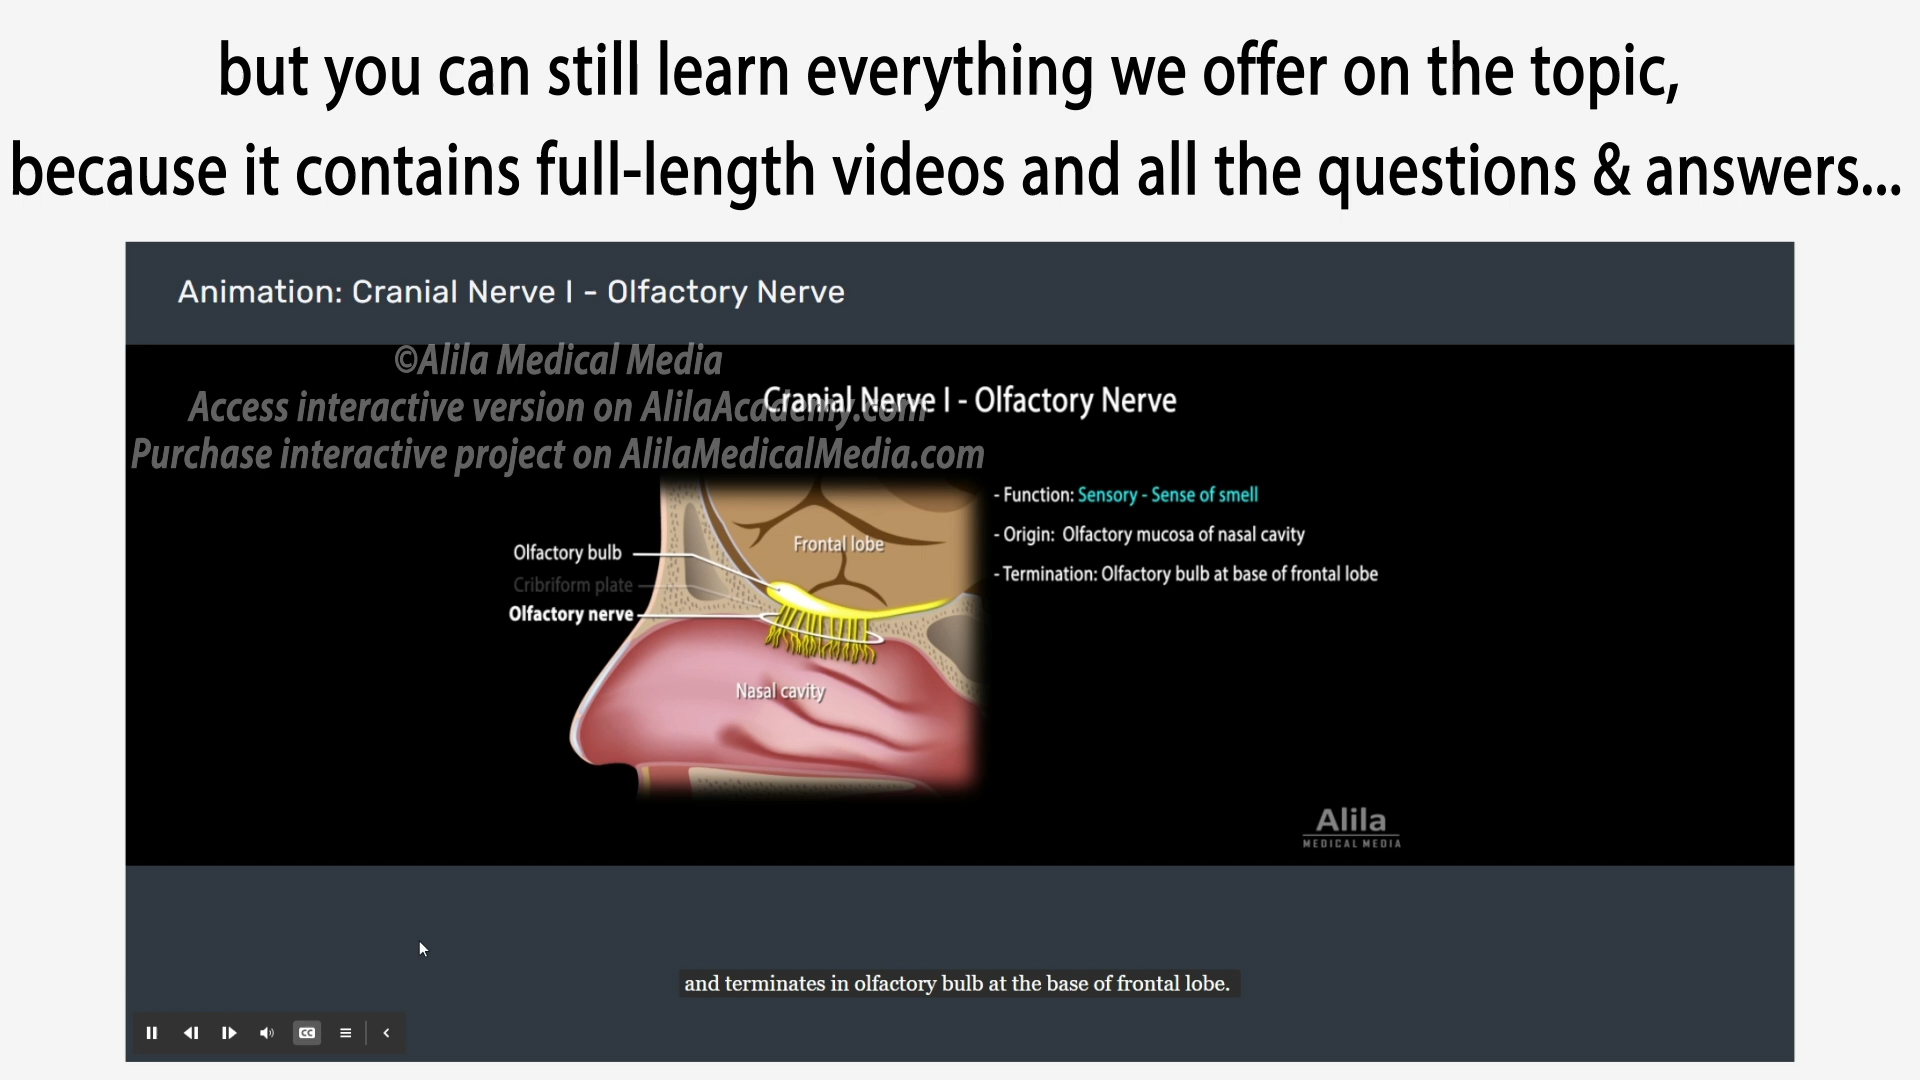 but you can still learn everything we offer on the topic,
because it contains full-length videos and all the questions & answers...
Animation: Cranial Nerve I - Olfactory Nerve
©Alila Medical Media
Access interactive version on AlilaAcademy.com
Purchase interactive project on AlilaMedicalMedia.com
Cranial Nerve I - Olfactory Nerve
- Function: Sensory - Sense of smell
- Origin: Olfactory mucosa of nasal cavity
- Termination: Olfactory bulb at base of frontal lobe
Frontal lobe
Olfactory bulb
Cribriform plate
Olfactory nerve
Nasal cavity
Alila
MEDICAL MEDIA
and terminates in olfactory bulb at the base of frontal lobe.
CC